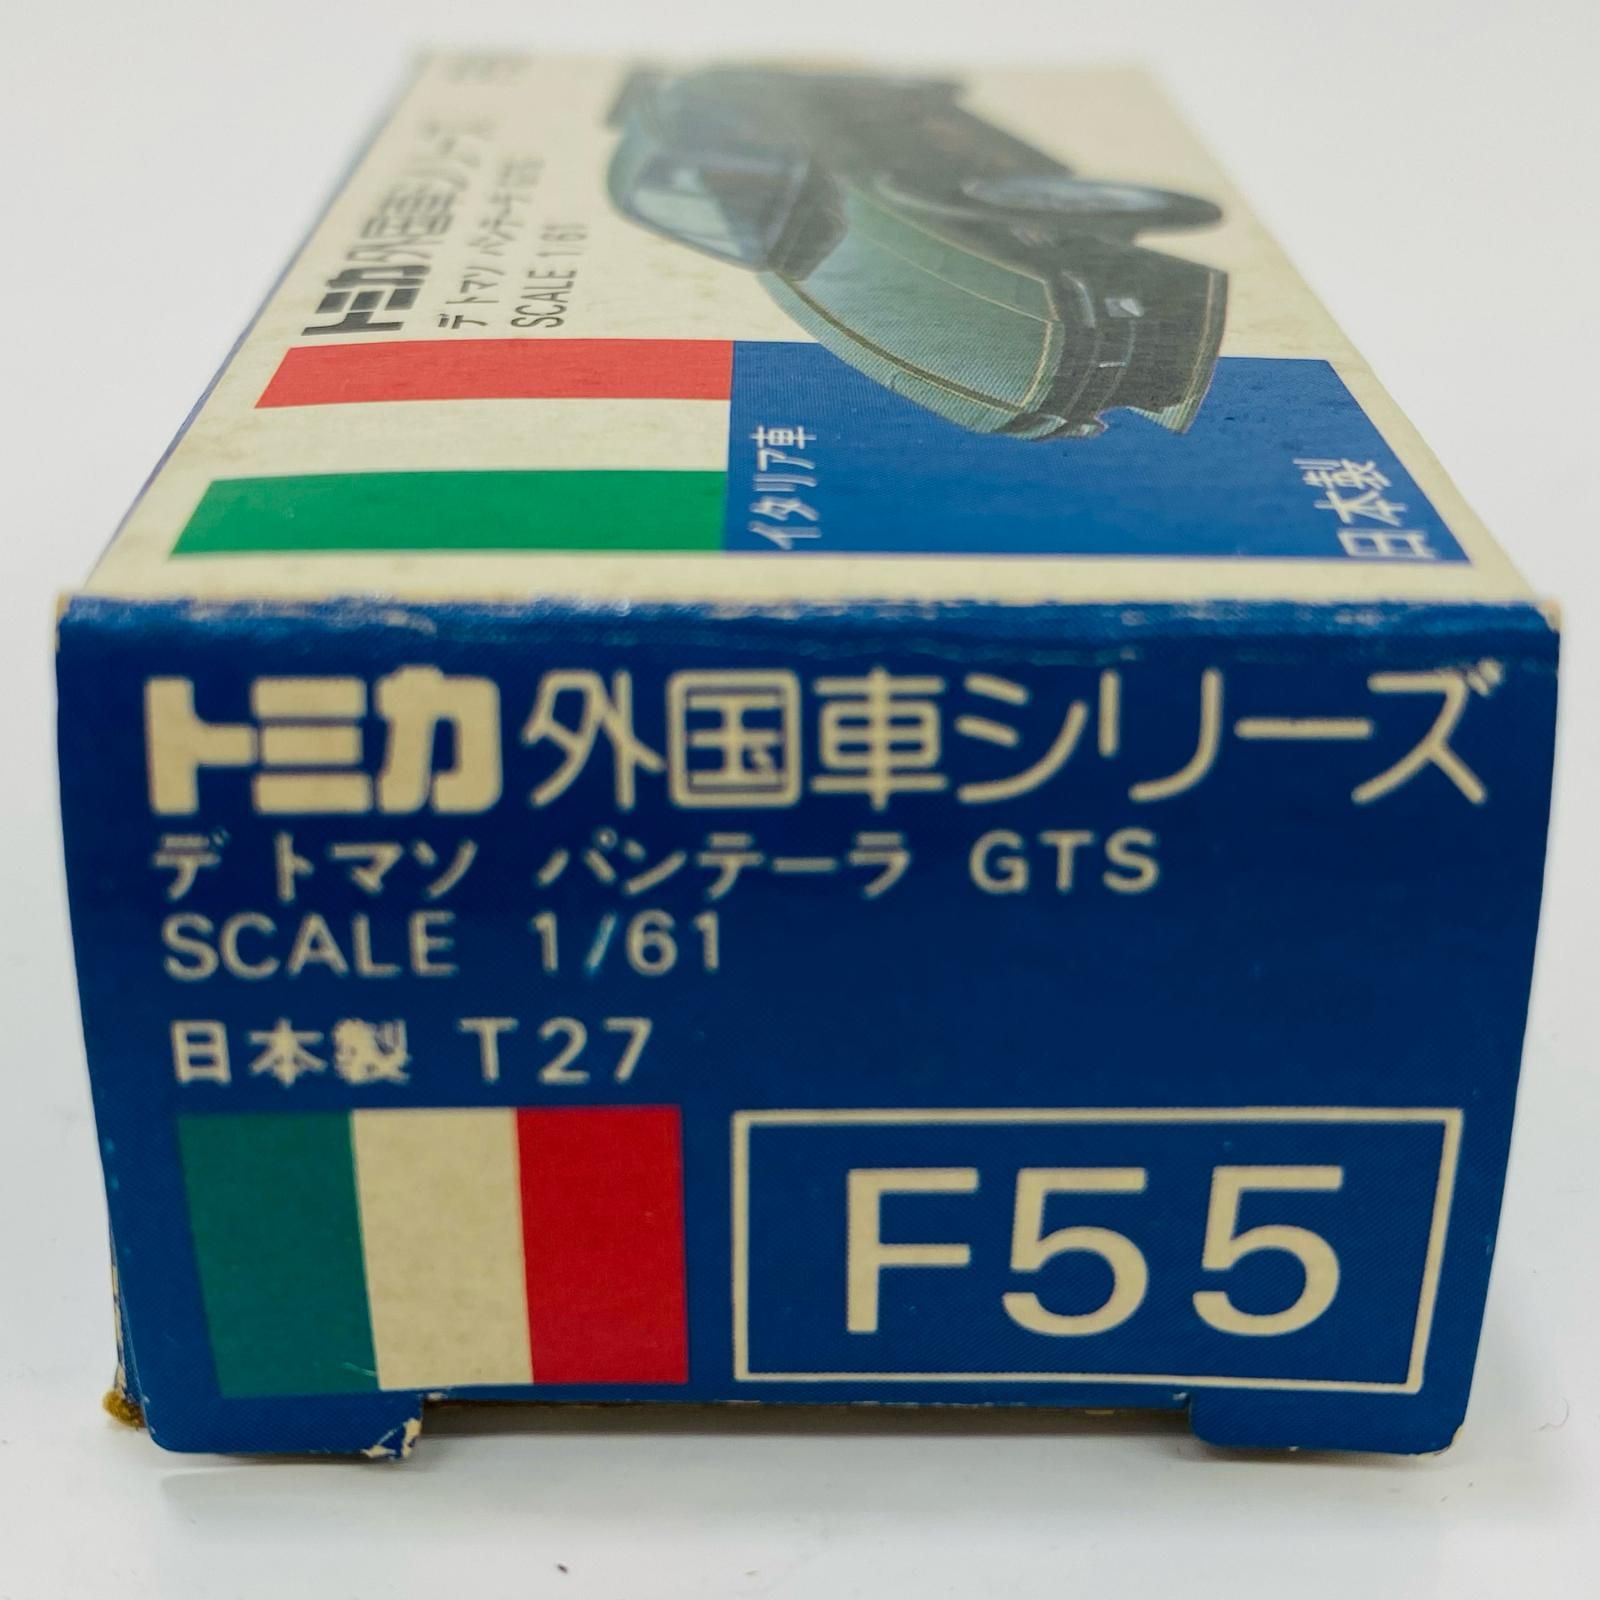 トミカ外国車シリーズ
デ トマソ パンテーラ GTS
SCALE 1/61
イタリア車
日本製
トミカ外国車シリーズ
デ トマソ パンテーラ GTS
SCALE 1/61
日本製 T27
F55